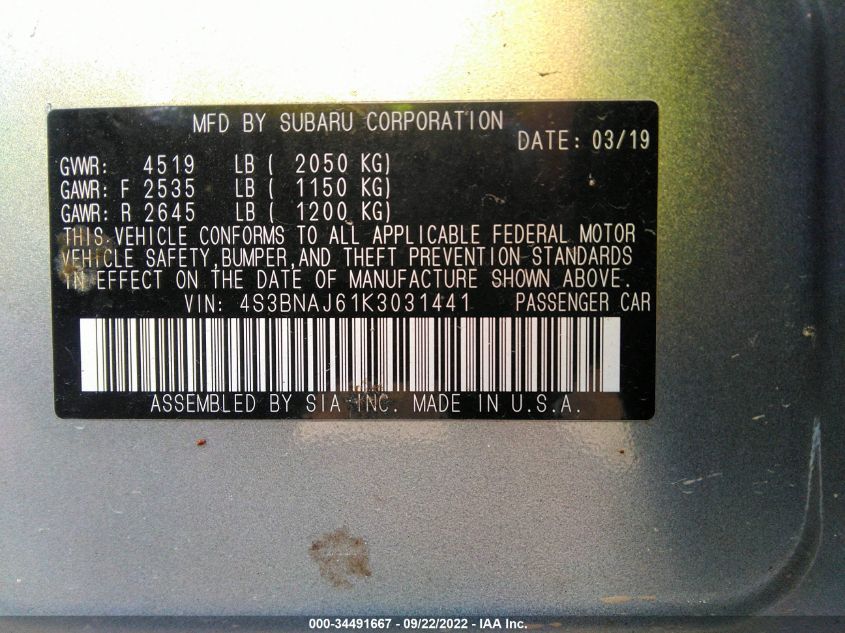 MFD BY SUBARU CORPORATION
DATE: 03/19
GVWR: 4519 LB ( 2050 KG)
GAWR: F 2535 LB ( 1150 KG)
GAWR: R 2645 LB ( 1200 KG)
THIS VEHICLE CONFORMS TO ALL APPLICABLE FEDERAL MOTOR
VEHICLE SAFETY, BUMPER, AND THEFT PREVENTION STANDARDS
IN EFFECT ON THE DATE OF MANUFACTURE SHOWN ABOVE.
VIN: 4S3BNAJ61K3031441 PASSENGER CAR
ASSEMBLED BY SIA INC. MADE IN U.S.A.
000-34491667 - 09/22/2022 - IAA Inc.